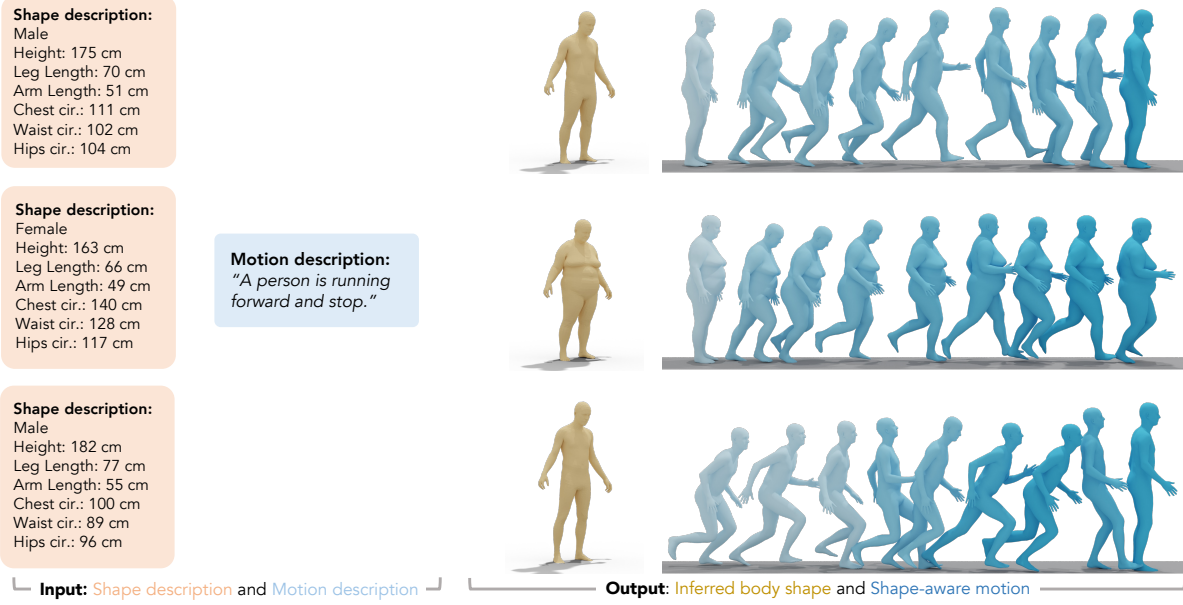 Shape description:
Male
Height: 175 cm
Leg Length: 70 cm
Arm Length: 51 cm
Chest cir.: 111 cm
Waist cir.: 102 cm
Hips cir.: 104 cm
Shape description:
Female
Height: 163 cm
Leg Length: 66 cm
Arm Length: 49 cm
Chest cir.: 140 cm
Waist cir.: 128 cm
Hips cir.: 117 cm
Motion description:
“A person is running
forward and stop.”
Shape description:
Male
Height: 182 cm
Leg Length: 77 cm
Arm Length: 55 cm
Chest cir.: 100 cm
Waist cir.: 89 cm
Hips cir.: 96 cm
Input: Shape description and Motion description
Output: Inferred body shape and Shape-aware motion